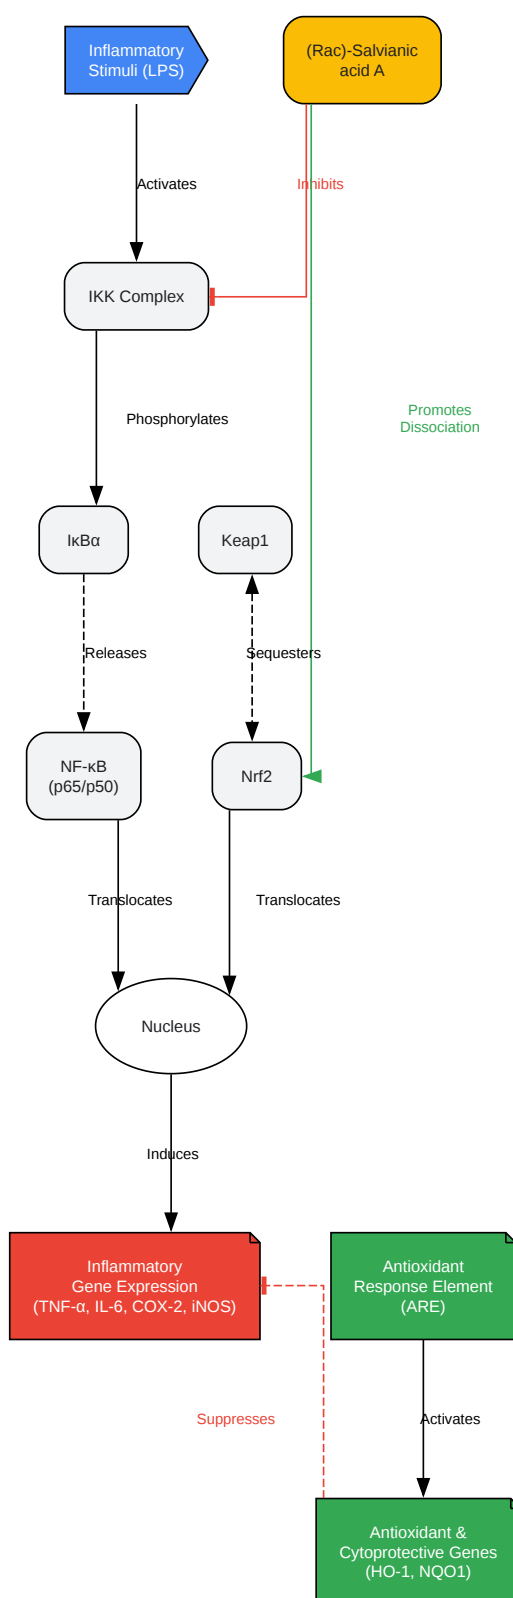 Inflammatory
Stimuli (LPS)
(Rac)-Salvianic
acid A
Activates
Inhibits
IKK Complex
Promotes
Dissociation
Phosphorylates
IκBα
Keap1
Releases
Sequesters
NF-κB
(p65/p50)
Nrf2
Translocates
Translocates
Nucleus
Induces
Inflammatory
Gene Expression
(TNF-α, IL-6, COX-2, iNOS)
Antioxidant
Response Element
(ARE)
Suppresses
Activates
Antioxidant &
Cytoprotective Genes
(HO-1, NQO1)